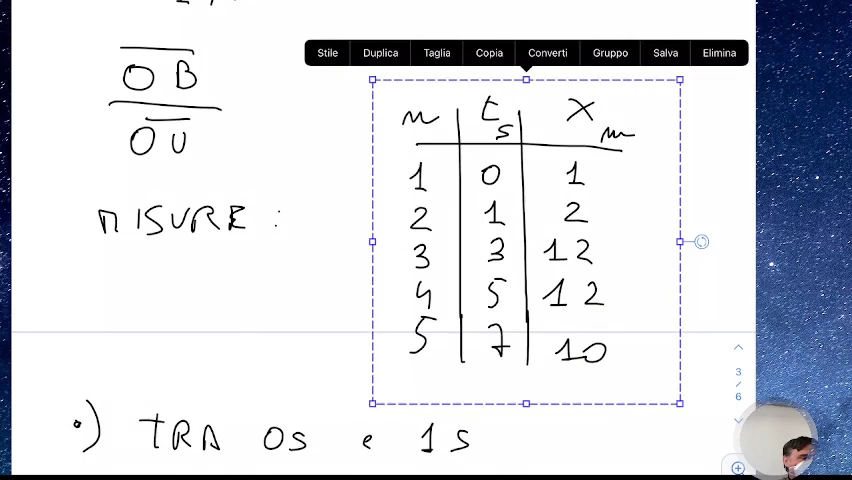 Stile Duplica Taglia Copia Converti Gruppo Salva Elimina
OB
OU
n t s x m
1 0 1
2 1 2
3 3 12
4 5 12
5 7 10
MISURE :
3 / 6
•) TRA 0S e 1S